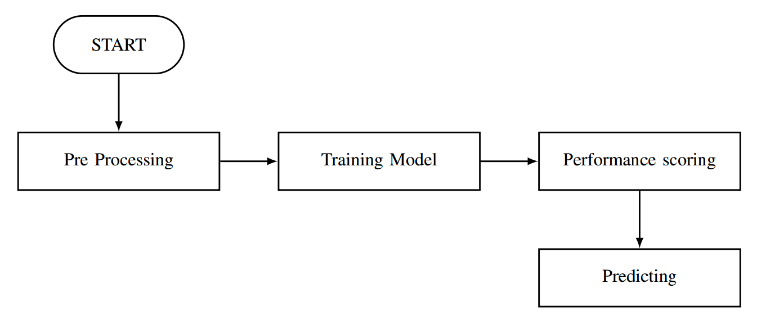 START
Pre Processing
Training Model
Performance scoring
Predicting